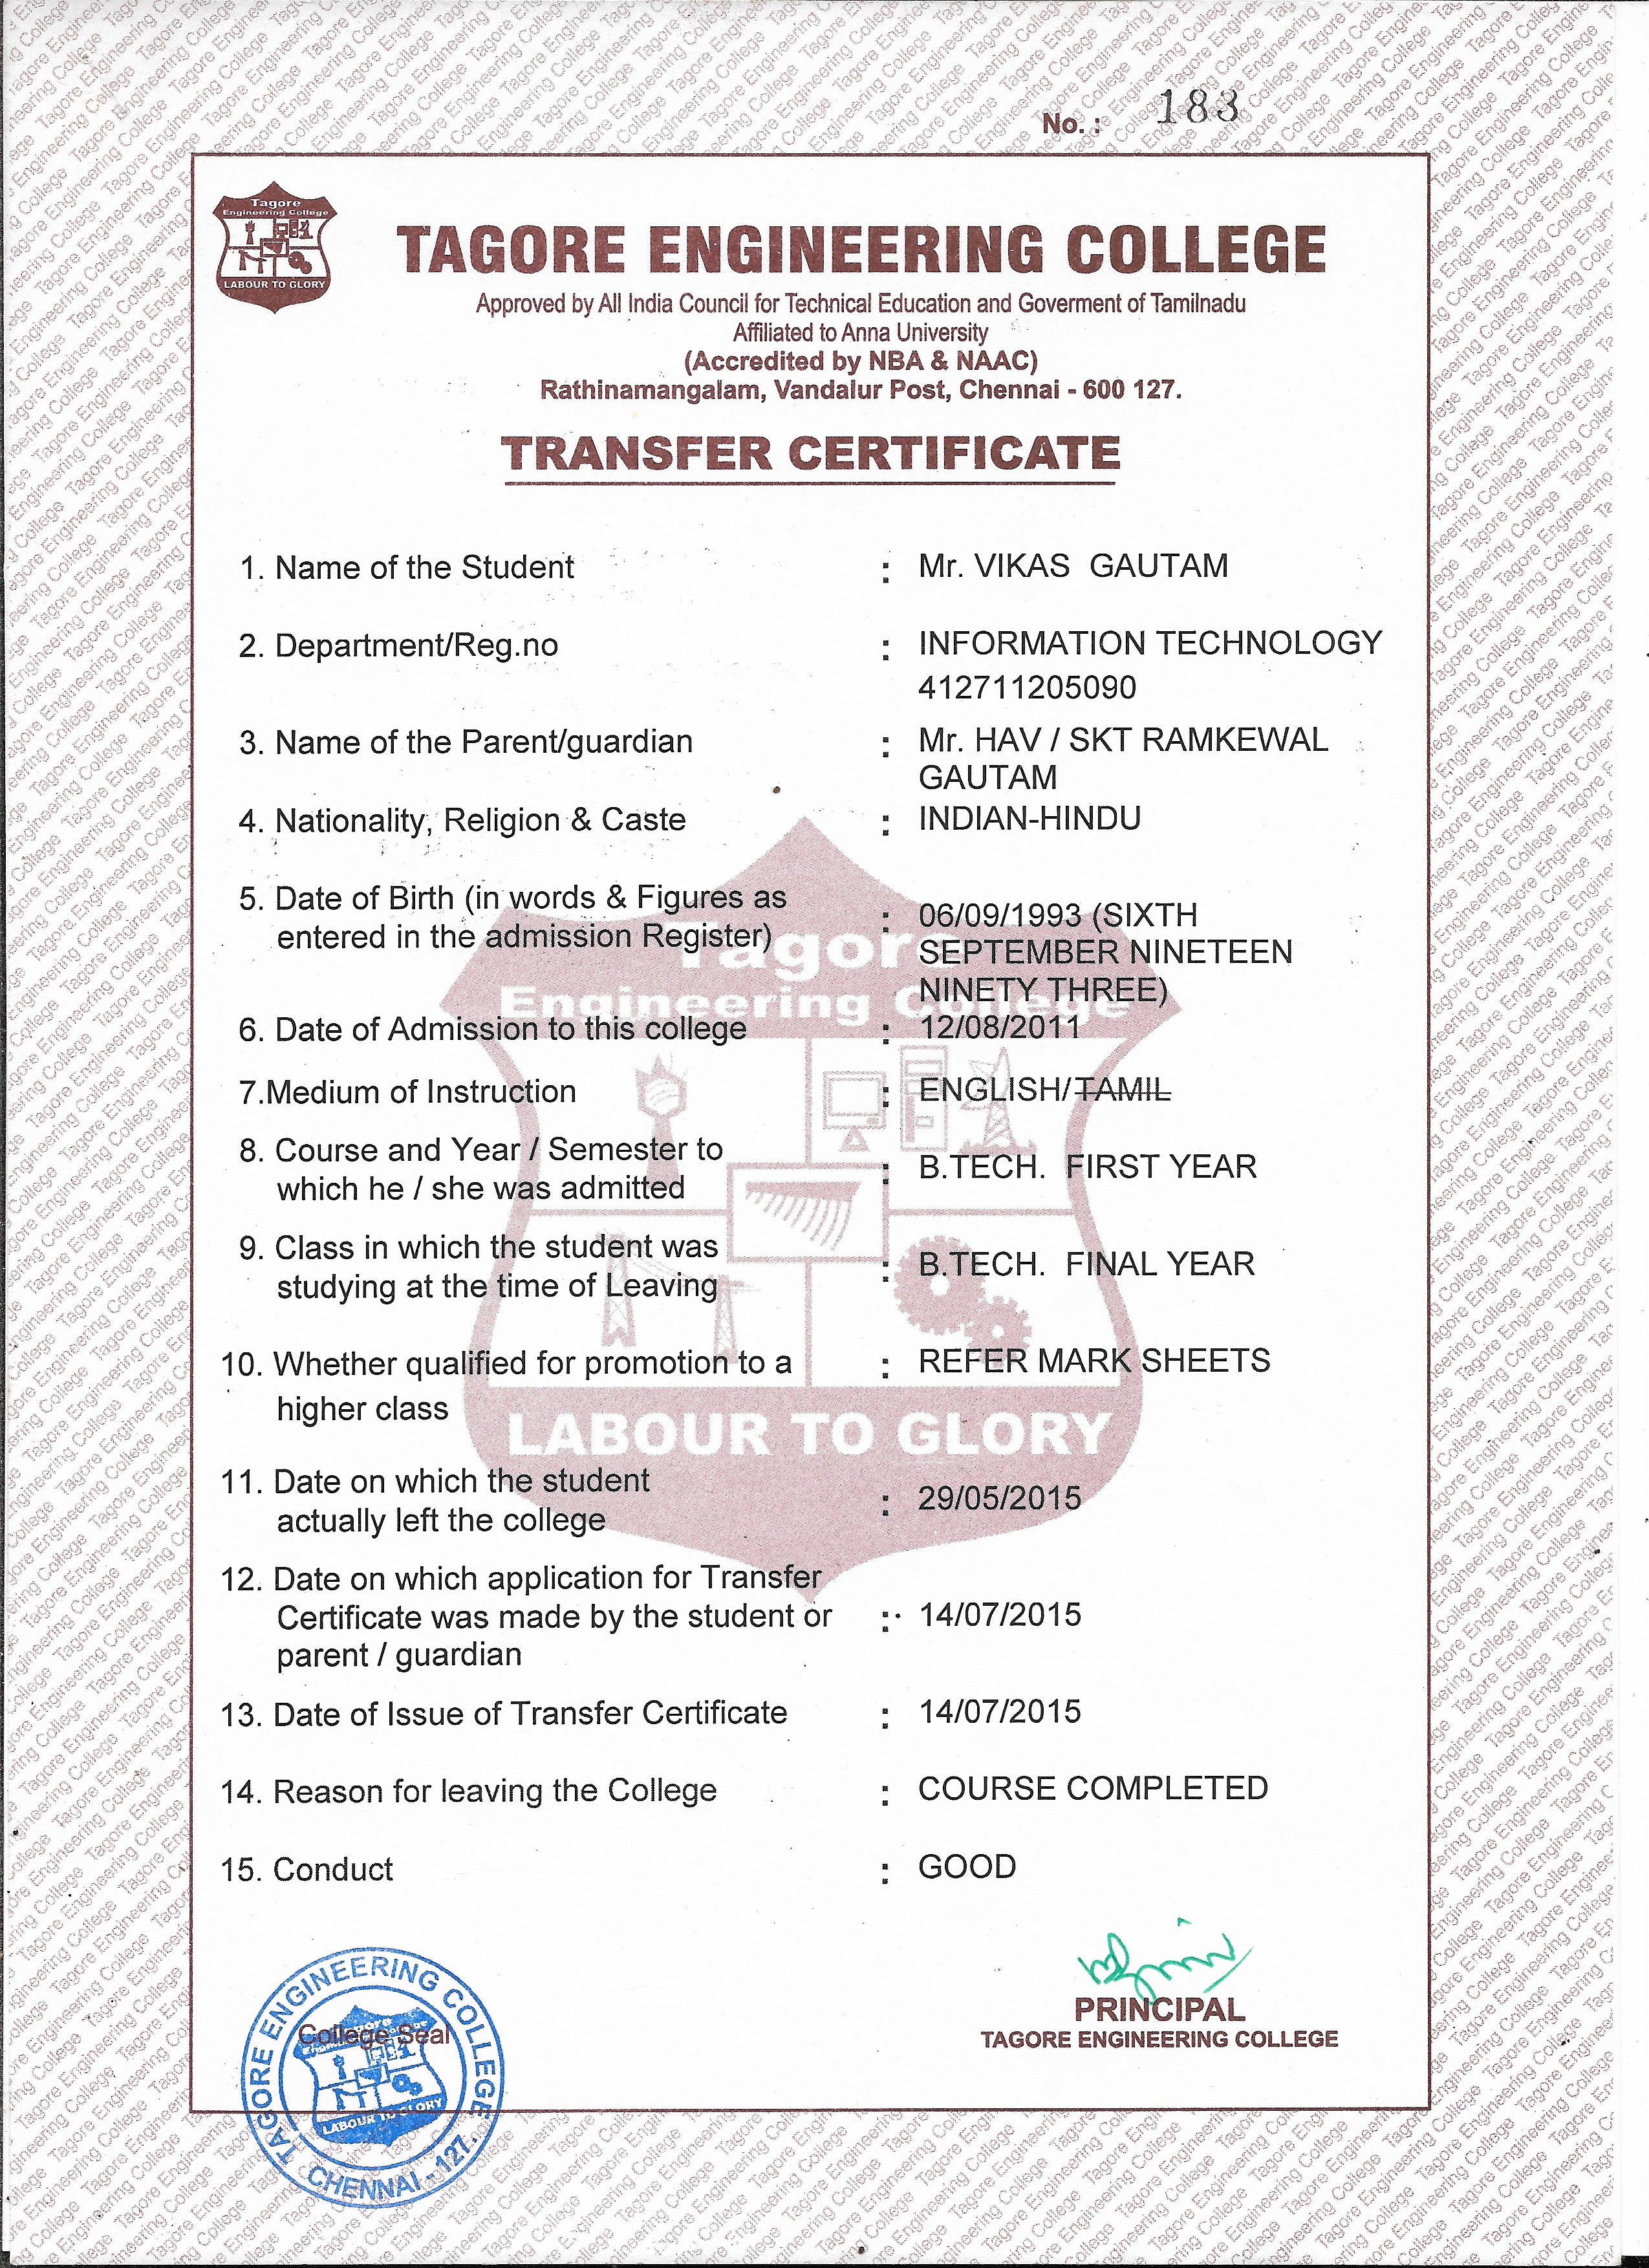 No. : 183
Tagore
Engineering College
LABOUR TO GLORY
TAGORE ENGINEERING COLLEGE
Approved by All India Council for Technical Education and Goverment of Tamilnadu
Affiliated to Anna University
(Accredited by NBA & NAAC)
Rathinamangalam, Vandalur Post, Chennai - 600 127.
TRANSFER CERTIFICATE
1. Name of the Student : Mr. VIKAS GAUTAM
2. Department/Reg.no : INFORMATION TECHNOLOGY
412711205090
3. Name of the Parent/guardian : Mr. HAV / SKT RAMKEWAL
GAUTAM
4. Nationality, Religion & Caste : INDIAN-HINDU
5. Date of Birth (in words & Figures as
entered in the admission Register) : 06/09/1993 (SIXTH
SEPTEMBER NINETEEN
NINETY THREE)
Tagore
Engineering College
6. Date of Admission to this college : 12/08/2011
7.Medium of Instruction : ENGLISH/TAMIL
8. Course and Year / Semester to
which he / she was admitted : B.TECH. FIRST YEAR
9. Class in which the student was
studying at the time of Leaving : B.TECH. FINAL YEAR
10. Whether qualified for promotion to a : REFER MARK SHEETS
higher class
LABOUR TO GLORY
11. Date on which the student
actually left the college : 29/05/2015
12. Date on which application for Transfer
Certificate was made by the student or : 14/07/2015
parent / guardian
13. Date of Issue of Transfer Certificate : 14/07/2015
14. Reason for leaving the College : COURSE COMPLETED
15. Conduct : GOOD
PRINCIPAL
TAGORE ENGINEERING COLLEGE
College Seal
TAGORE ENGINEERING COLLEGE
LABOUR TO GLORY
CHENNAI - 127.